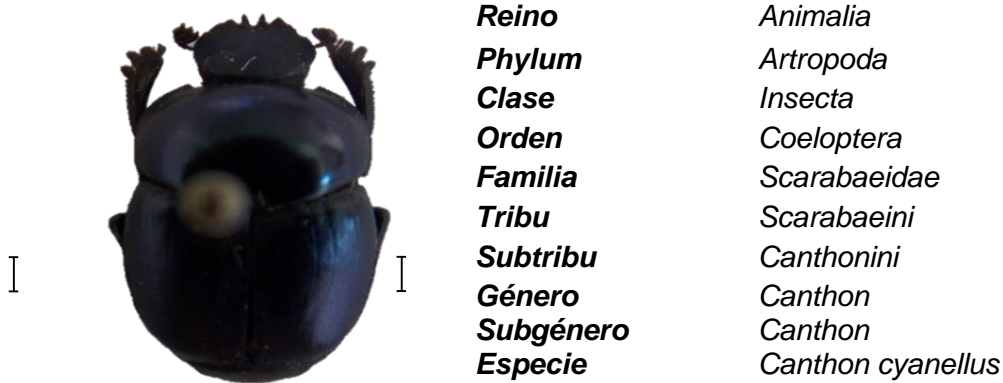 Reino Animalia
Phylum Artropoda
Clase Insecta
Orden Coeloptera
Familia Scarabaeidae
Tribu Scarabaeini
Subtribu Canthonini
Género Canthon
Subgénero Canthon
Especie Canthon cyanellus